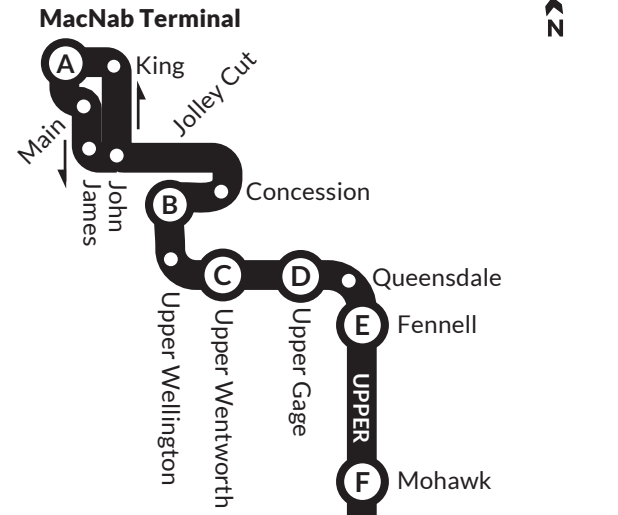 MacNab Terminal
N
A
King
Jolley Cut
Main
James
John
B
Concession
C
D
Queensdale
Upper Wellington
Upper Wentworth
Upper Gage
E
Fennell
UPPER
F
Mohawk